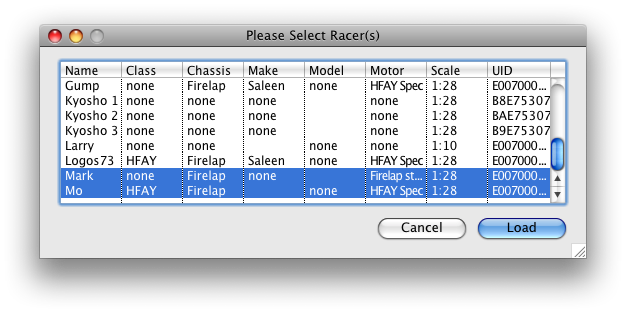 Please Select Racer(s)
Name Class Chassis Make Model Motor Scale UID
Gump none Firelap Saleen none HFAY Spec 1:28 E007000...
Kyosho 1 none none none none 1:28 B8E75307
Kyosho 2 none none none none 1:28 BAE75307
Kyosho 3 none none none none 1:28 B9E75307
Larry none none 1:10 E007000...
Logos73 HFAY Firelap Saleen none HFAY Spec 1:28 E007000...
Mark none Firelap none Firelap st... 1:28 E007000...
Mo HFAY Firelap none HFAY Spec 1:28 E007000...
Cancel Load